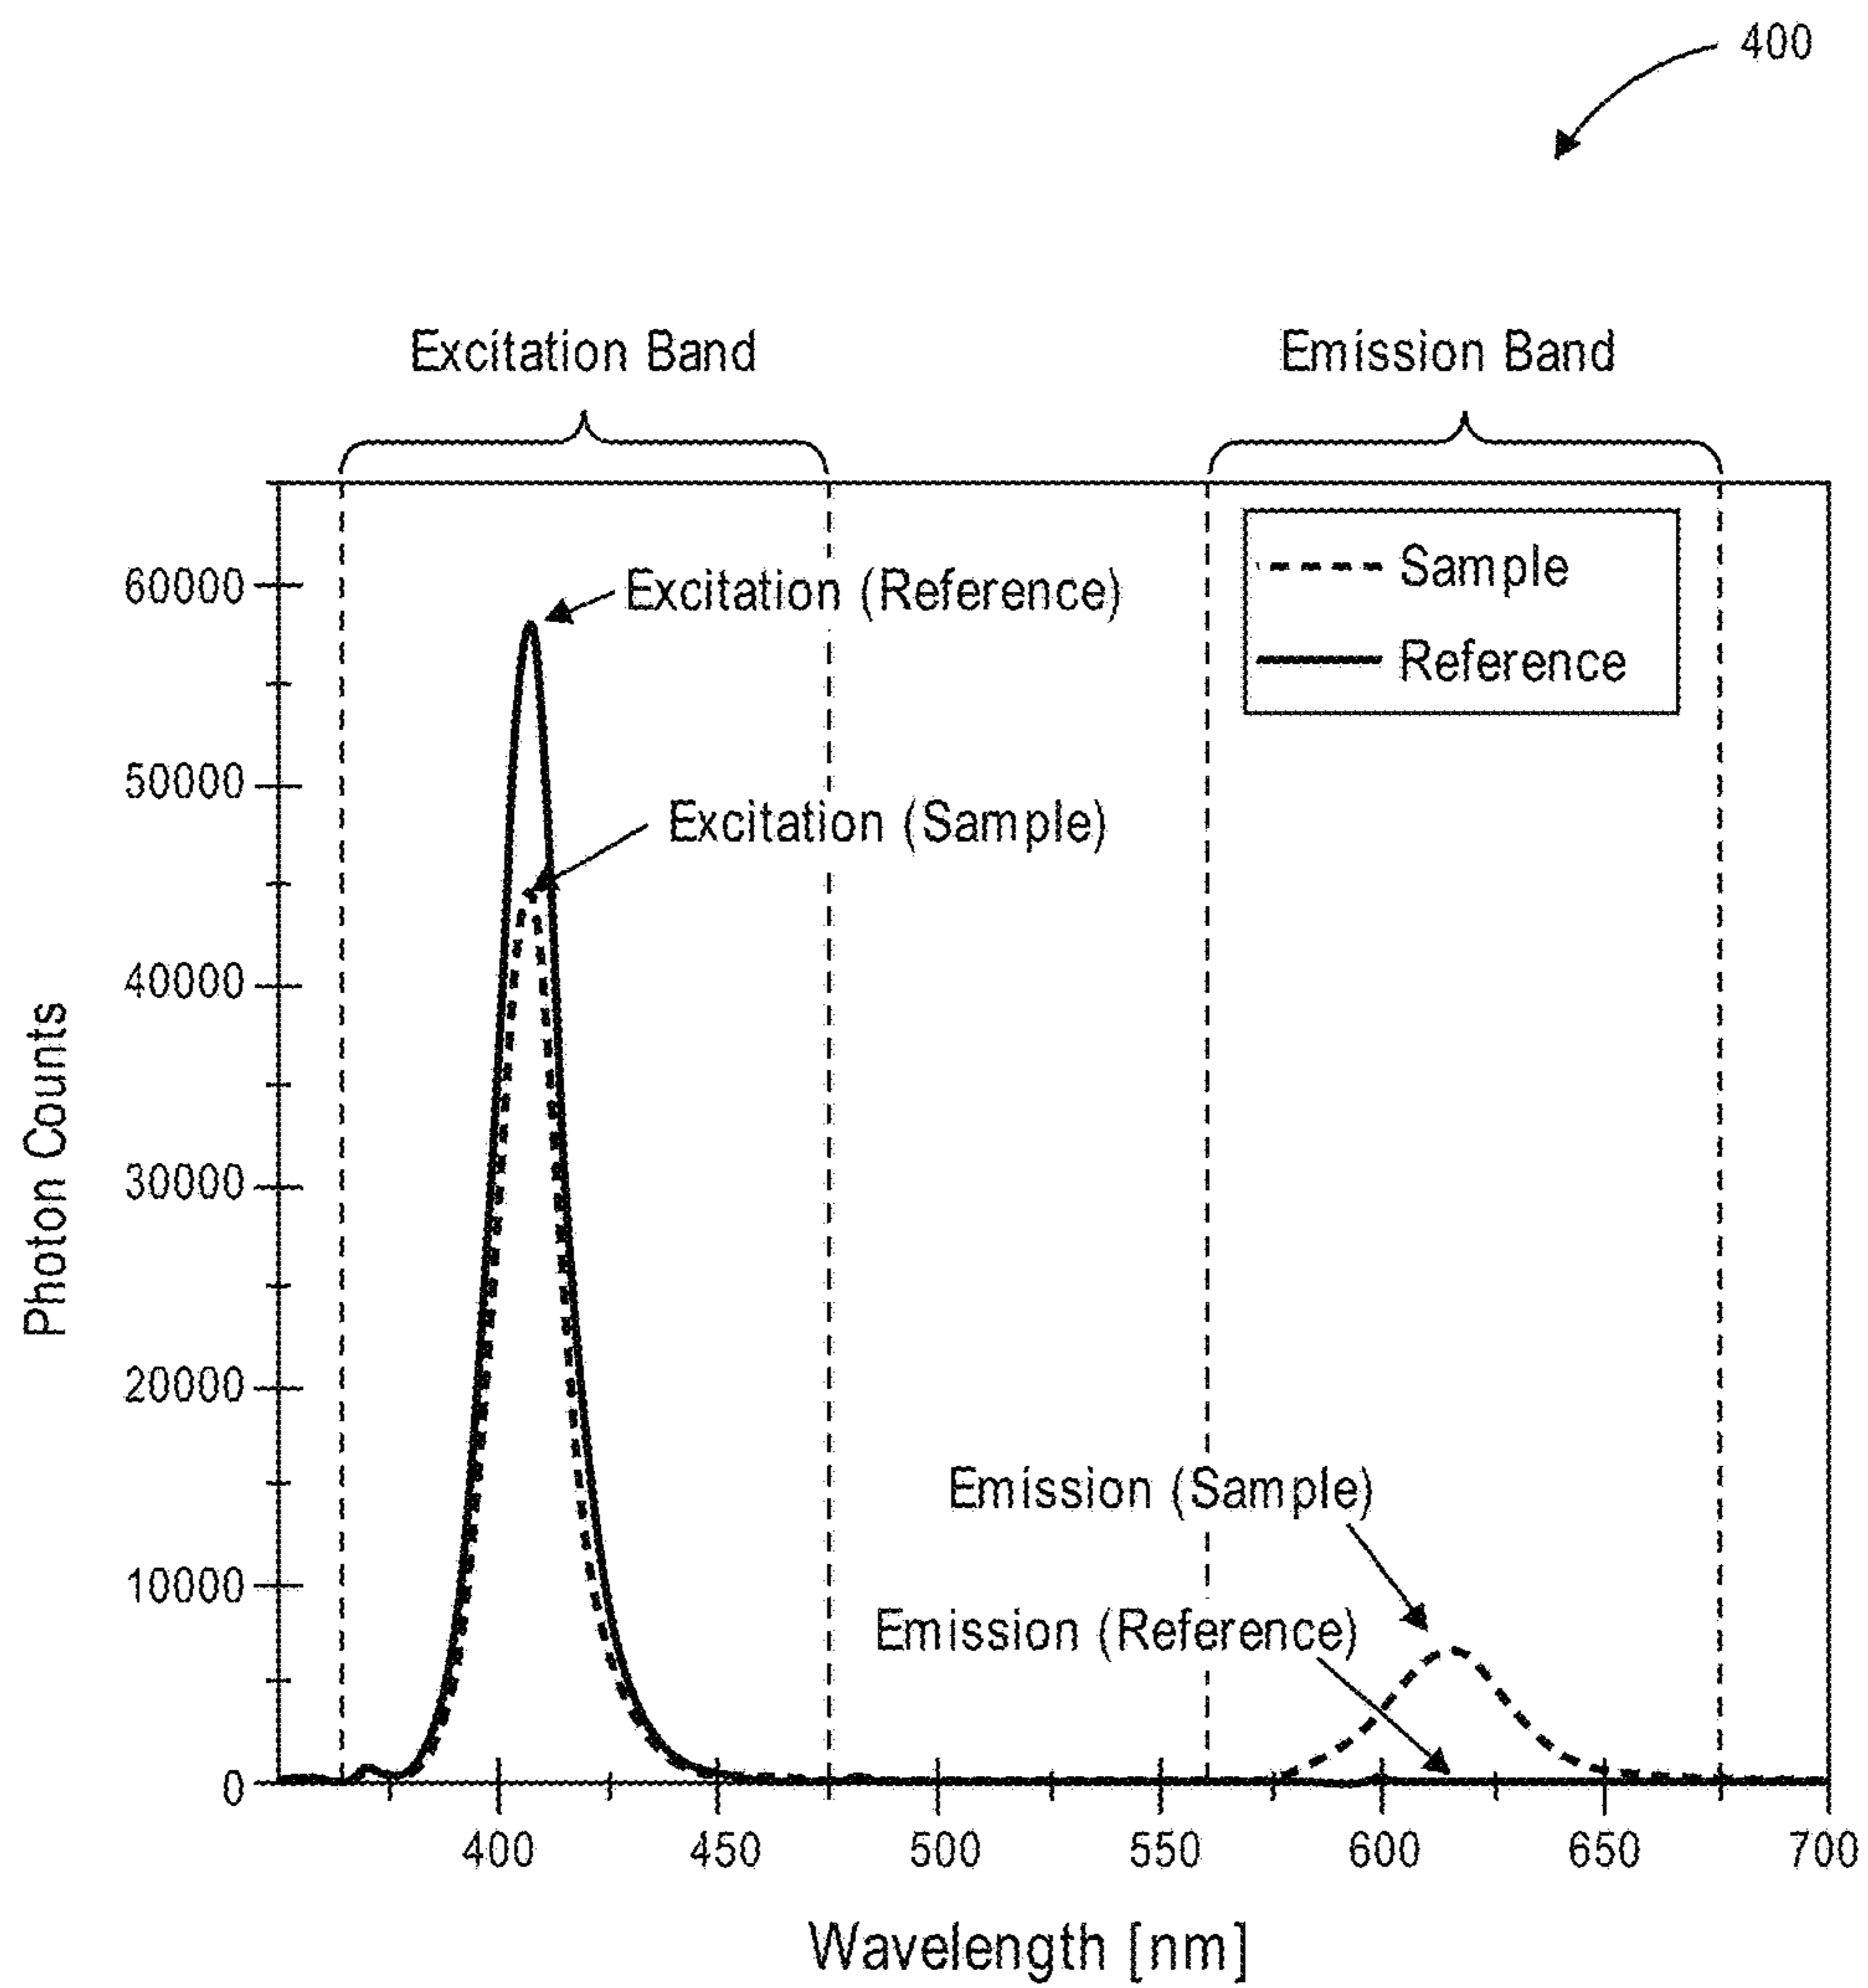 400
Excitation Band
Emission Band
Sample
Reference
Excitation (Reference)
Excitation (Sample)
Emission (Sample)
Emission (Reference)
Photon Counts
60000
50000
40000
30000
20000
10000
0
400 450 500 550 600 650 700
Wavelength [nm]